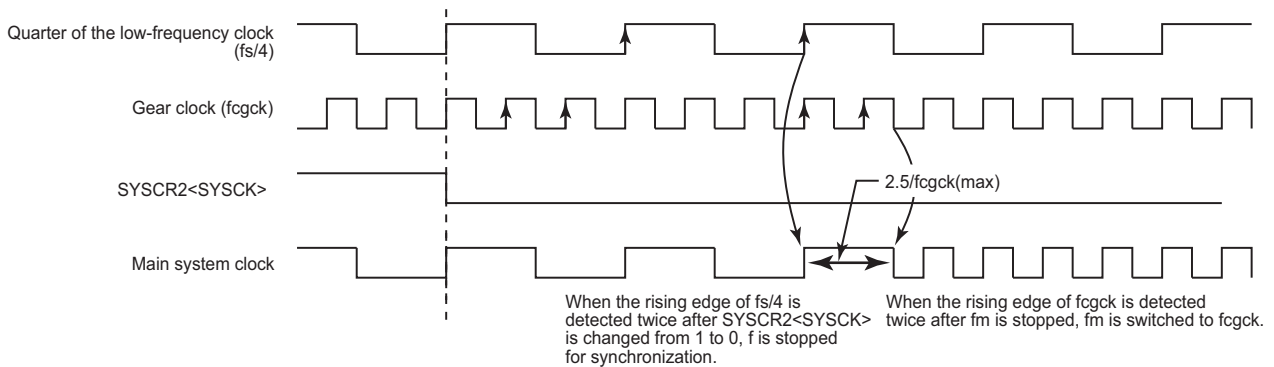 Quarter of the low-frequency clock
(fs/4)
Gear clock (fcgck)
SYSCR2<SYSCK>
2.5/fcgck(max)
Main system clock
When the rising edge of fs/4 is
detected twice after SYSCR2<SYSCK>
is changed from 1 to 0, f is stopped
for synchronization.
When the rising edge of fcgck is detected
twice after fm is stopped, fm is switched to fcgck.